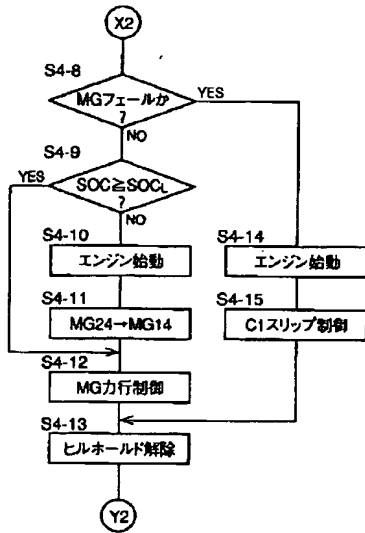 X2
S4-8
MGフェールか
?
YES
NO
S4-9
YES
SOC≧SOCL
?
NO
S4-10
エンジン始動
S4-14
エンジン始動
S4-11
MG24→MG14
S4-15
C1スリップ制御
S4-12
MG力行制御
S4-13
ヒルホールド解除
Y2